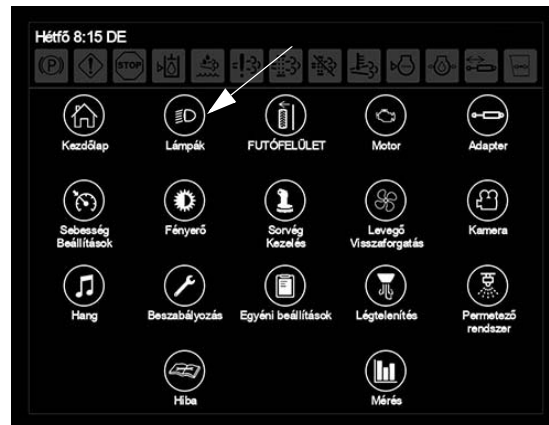 Hétfő 8:15 DE
STOP
Kezdőlap Lámpák FUTÓFELÜLET Motor Adapter
Sebesség Beállítások Fényerő Sorvég Kezelés Levegő Visszaforgatás Kamera
Hang Beszabályozás Egyéni beállítások Légtelenítés Permetező rendszer
Hiba Mérés